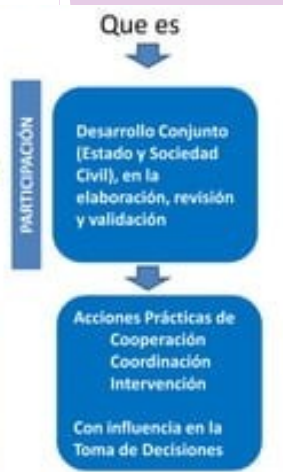 Que es
PARTICIPACIÓN
Desarrollo Conjunto
(Estado y Sociedad
Civil), en la
elaboración, revisión
y validación
Acciones Prácticas de
Cooperación
Coordinación
Intervención
Con influencia en la
Toma de Decisiones